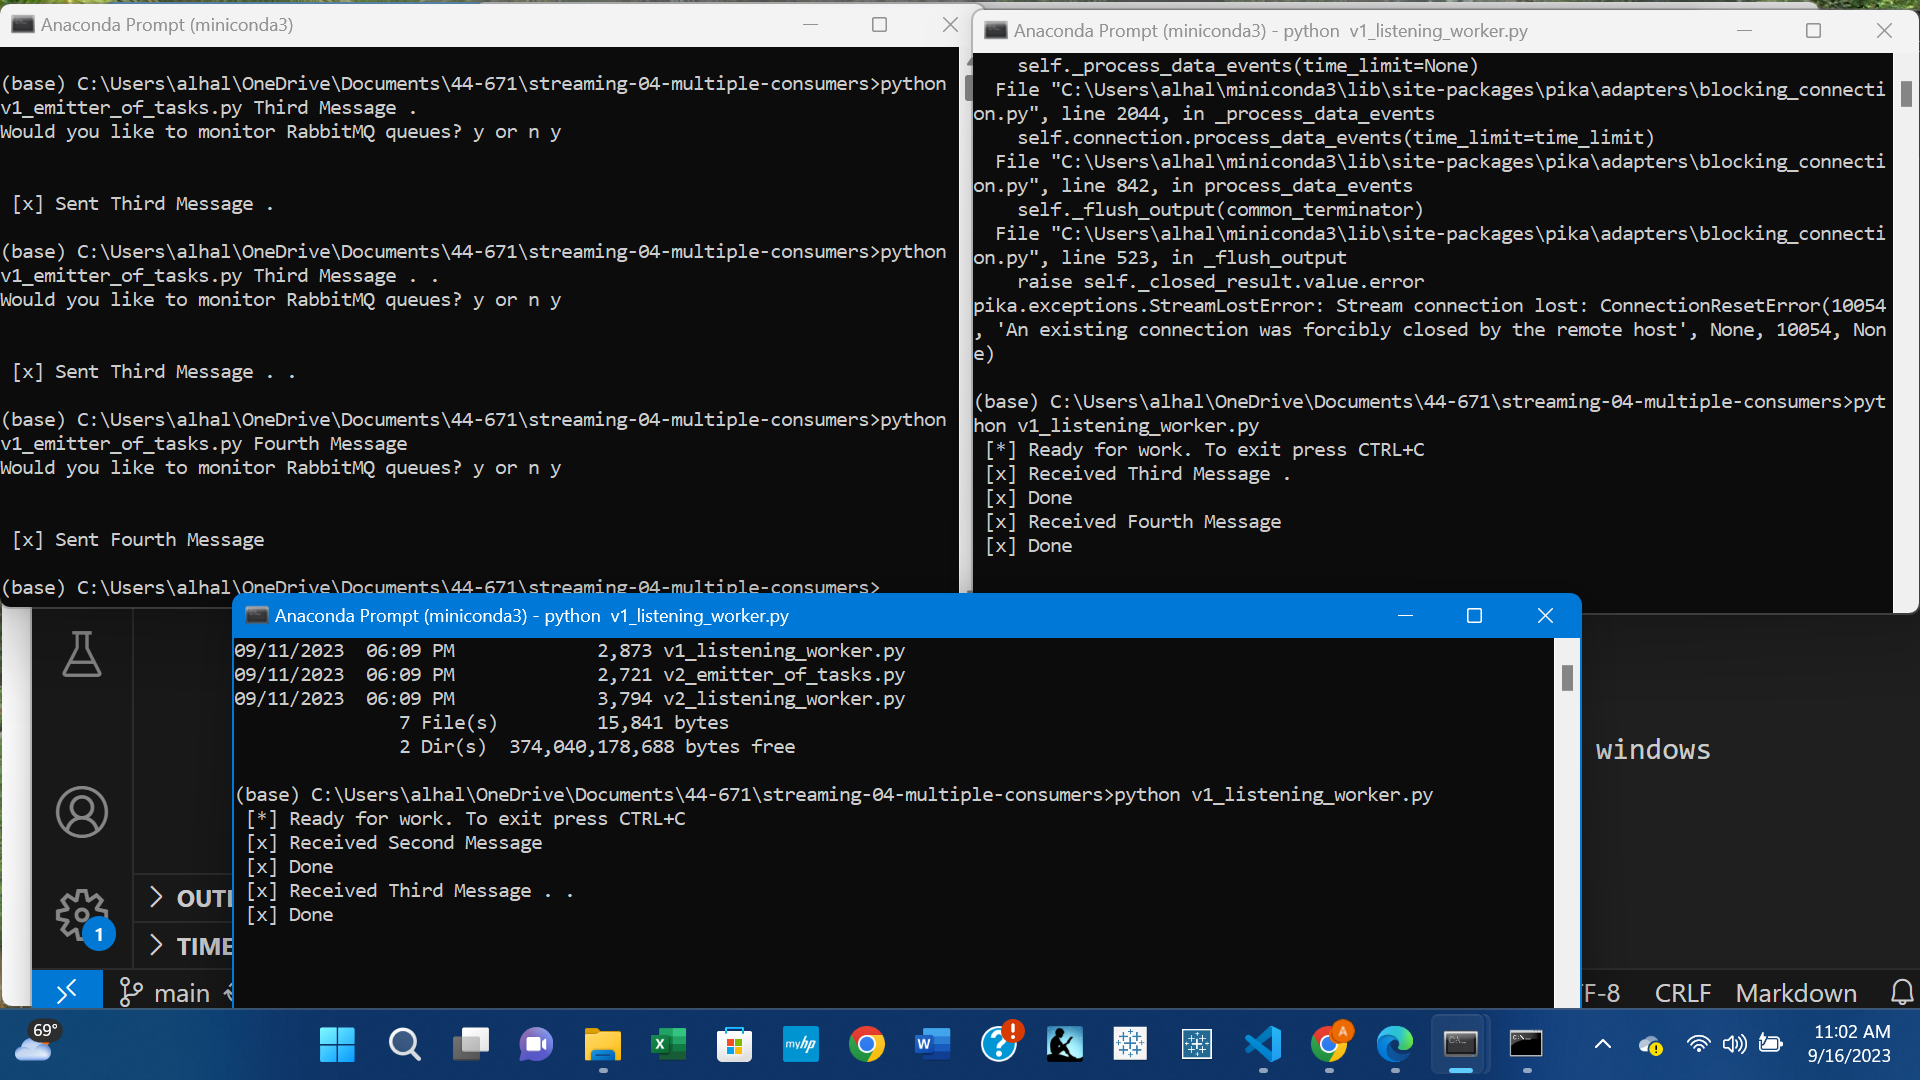 Anaconda Prompt (miniconda3)
(base) C:\Users\alhal\OneDrive\Documents\44-671\streaming-04-multiple-consumers>python
v1_emitter_of_tasks.py Third Message .
Would you like to monitor RabbitMQ queues? y or n y
[x] Sent Third Message .
(base) C:\Users\alhal\OneDrive\Documents\44-671\streaming-04-multiple-consumers>python
v1_emitter_of_tasks.py Third Message . .
Would you like to monitor RabbitMQ queues? y or n y
[x] Sent Third Message . .
(base) C:\Users\alhal\OneDrive\Documents\44-671\streaming-04-multiple-consumers>python
v1_emitter_of_tasks.py Fourth Message
Would you like to monitor RabbitMQ queues? y or n y
[x] Sent Fourth Message
(base) C:\Users\alhal\OneDrive\Documents\44-671\streaming-04-multiple-consumers>
Anaconda Prompt (miniconda3) - python v1_listening_worker.py
self._process_data_events(time_limit=None)
File "C:\Users\alhal\miniconda3\lib\site-packages\pika\adapters\blocking_connecti
on.py", line 2044, in _process_data_events
self.connection.process_data_events(time_limit=time_limit)
File "C:\Users\alhal\miniconda3\lib\site-packages\pika\adapters\blocking_connecti
on.py", line 842, in process_data_events
self._flush_output(common_terminator)
File "C:\Users\alhal\miniconda3\lib\site-packages\pika\adapters\blocking_connecti
on.py", line 523, in _flush_output
raise self._closed_result.value.error
pika.exceptions.StreamLostError: Stream connection lost: ConnectionResetError(10054
, 'An existing connection was forcibly closed by the remote host', None, 10054, Non
e)
(base) C:\Users\alhal\OneDrive\Documents\44-671\streaming-04-multiple-consumers>pyt
hon v1_listening_worker.py
[*] Ready for work. To exit press CTRL+C
[x] Received Third Message .
[x] Done
[x] Received Fourth Message
[x] Done
Anaconda Prompt (miniconda3) - python v1_listening_worker.py
09/11/2023 06:09 PM 2,873 v1_listening_worker.py
09/11/2023 06:09 PM 2,721 v2_emitter_of_tasks.py
09/11/2023 06:09 PM 3,794 v2_listening_worker.py
7 File(s) 15,841 bytes
2 Dir(s) 374,040,178,688 bytes free
(base) C:\Users\alhal\OneDrive\Documents\44-671\streaming-04-multiple-consumers>python v1_listening_worker.py
[*] Ready for work. To exit press CTRL+C
[x] Received Second Message
[x] Done
[x] Received Third Message . .
[x] Done
windows
OUTL
1
TIME
main
F-8 CRLF Markdown
69°
myhp
11:02 AM
9/16/2023